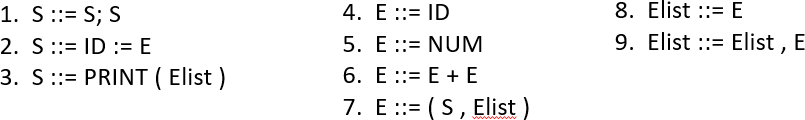 1. S ::= S; S
2. S ::= ID := E
3. S ::= PRINT ( Elist )
4. E ::= ID
5. E ::= NUM
6. E ::= E + E
7. E ::= ( S , Elist )
8. Elist ::= E
9. Elist ::= Elist , E